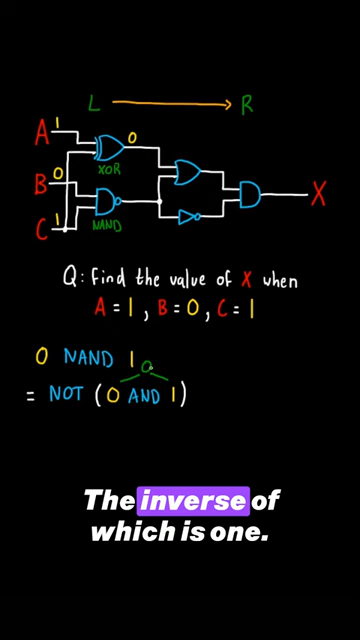 L R
A 1
0
XOR
B 0
X
C 1
NAND
Q: Find the value of X when
A = 1, B = 0, C = 1
0 NAND 1
0
= NOT (0 AND 1)
The inverse of
which is one.